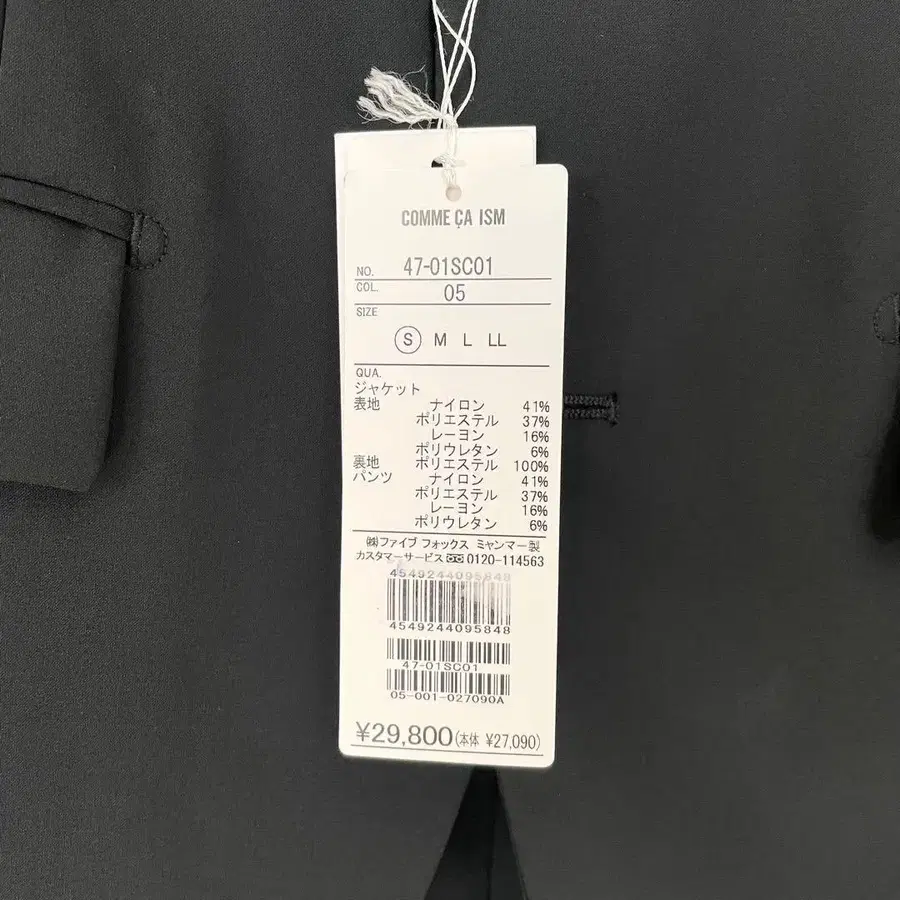 COMME ÇA ISM
NO. 47-01SC01
COL. 05
SIZE
S M L LL
QUA.
ジャケット
表地 ナイロン 41%
ポリエステル 37%
レーヨン 16%
ポリウレタン 6%
裏地 ポリエステル 100%
パンツ ナイロン 41%
ポリエステル 37%
レーヨン 16%
ポリウレタン 6%
㈱ファイブ フォックス ミャンマー製
カスタマーサービス 0120-114563
4549244095848
4549244095848
47-01SC01
05-001-027090A
¥29,800(本体 ¥27,090)